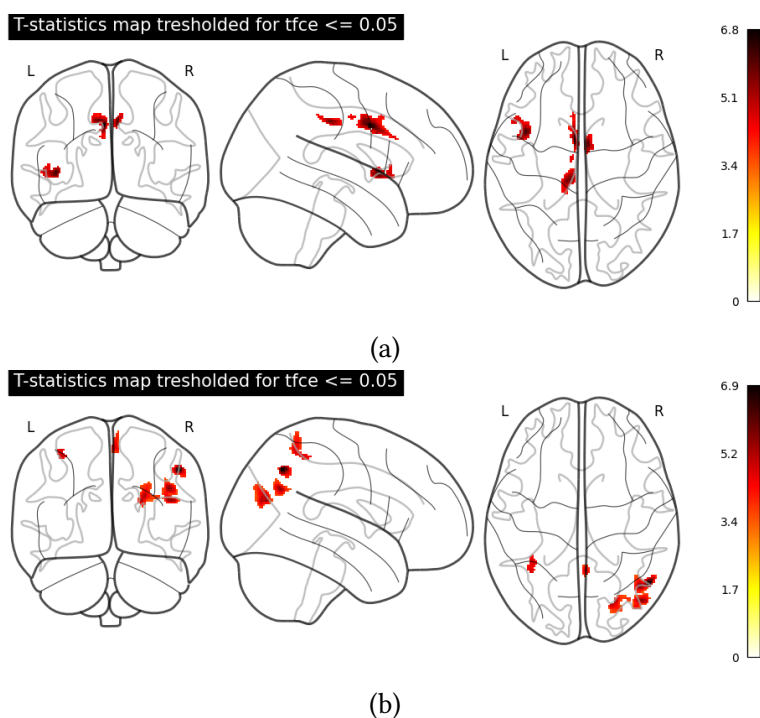 T-statistics map tresholded for tfce <= 0.05
L R L R
6.8
5.1
3.4
1.7
0
(a)
T-statistics map tresholded for tfce <= 0.05
L R L R
6.9
5.2
3.4
1.7
0
(b)